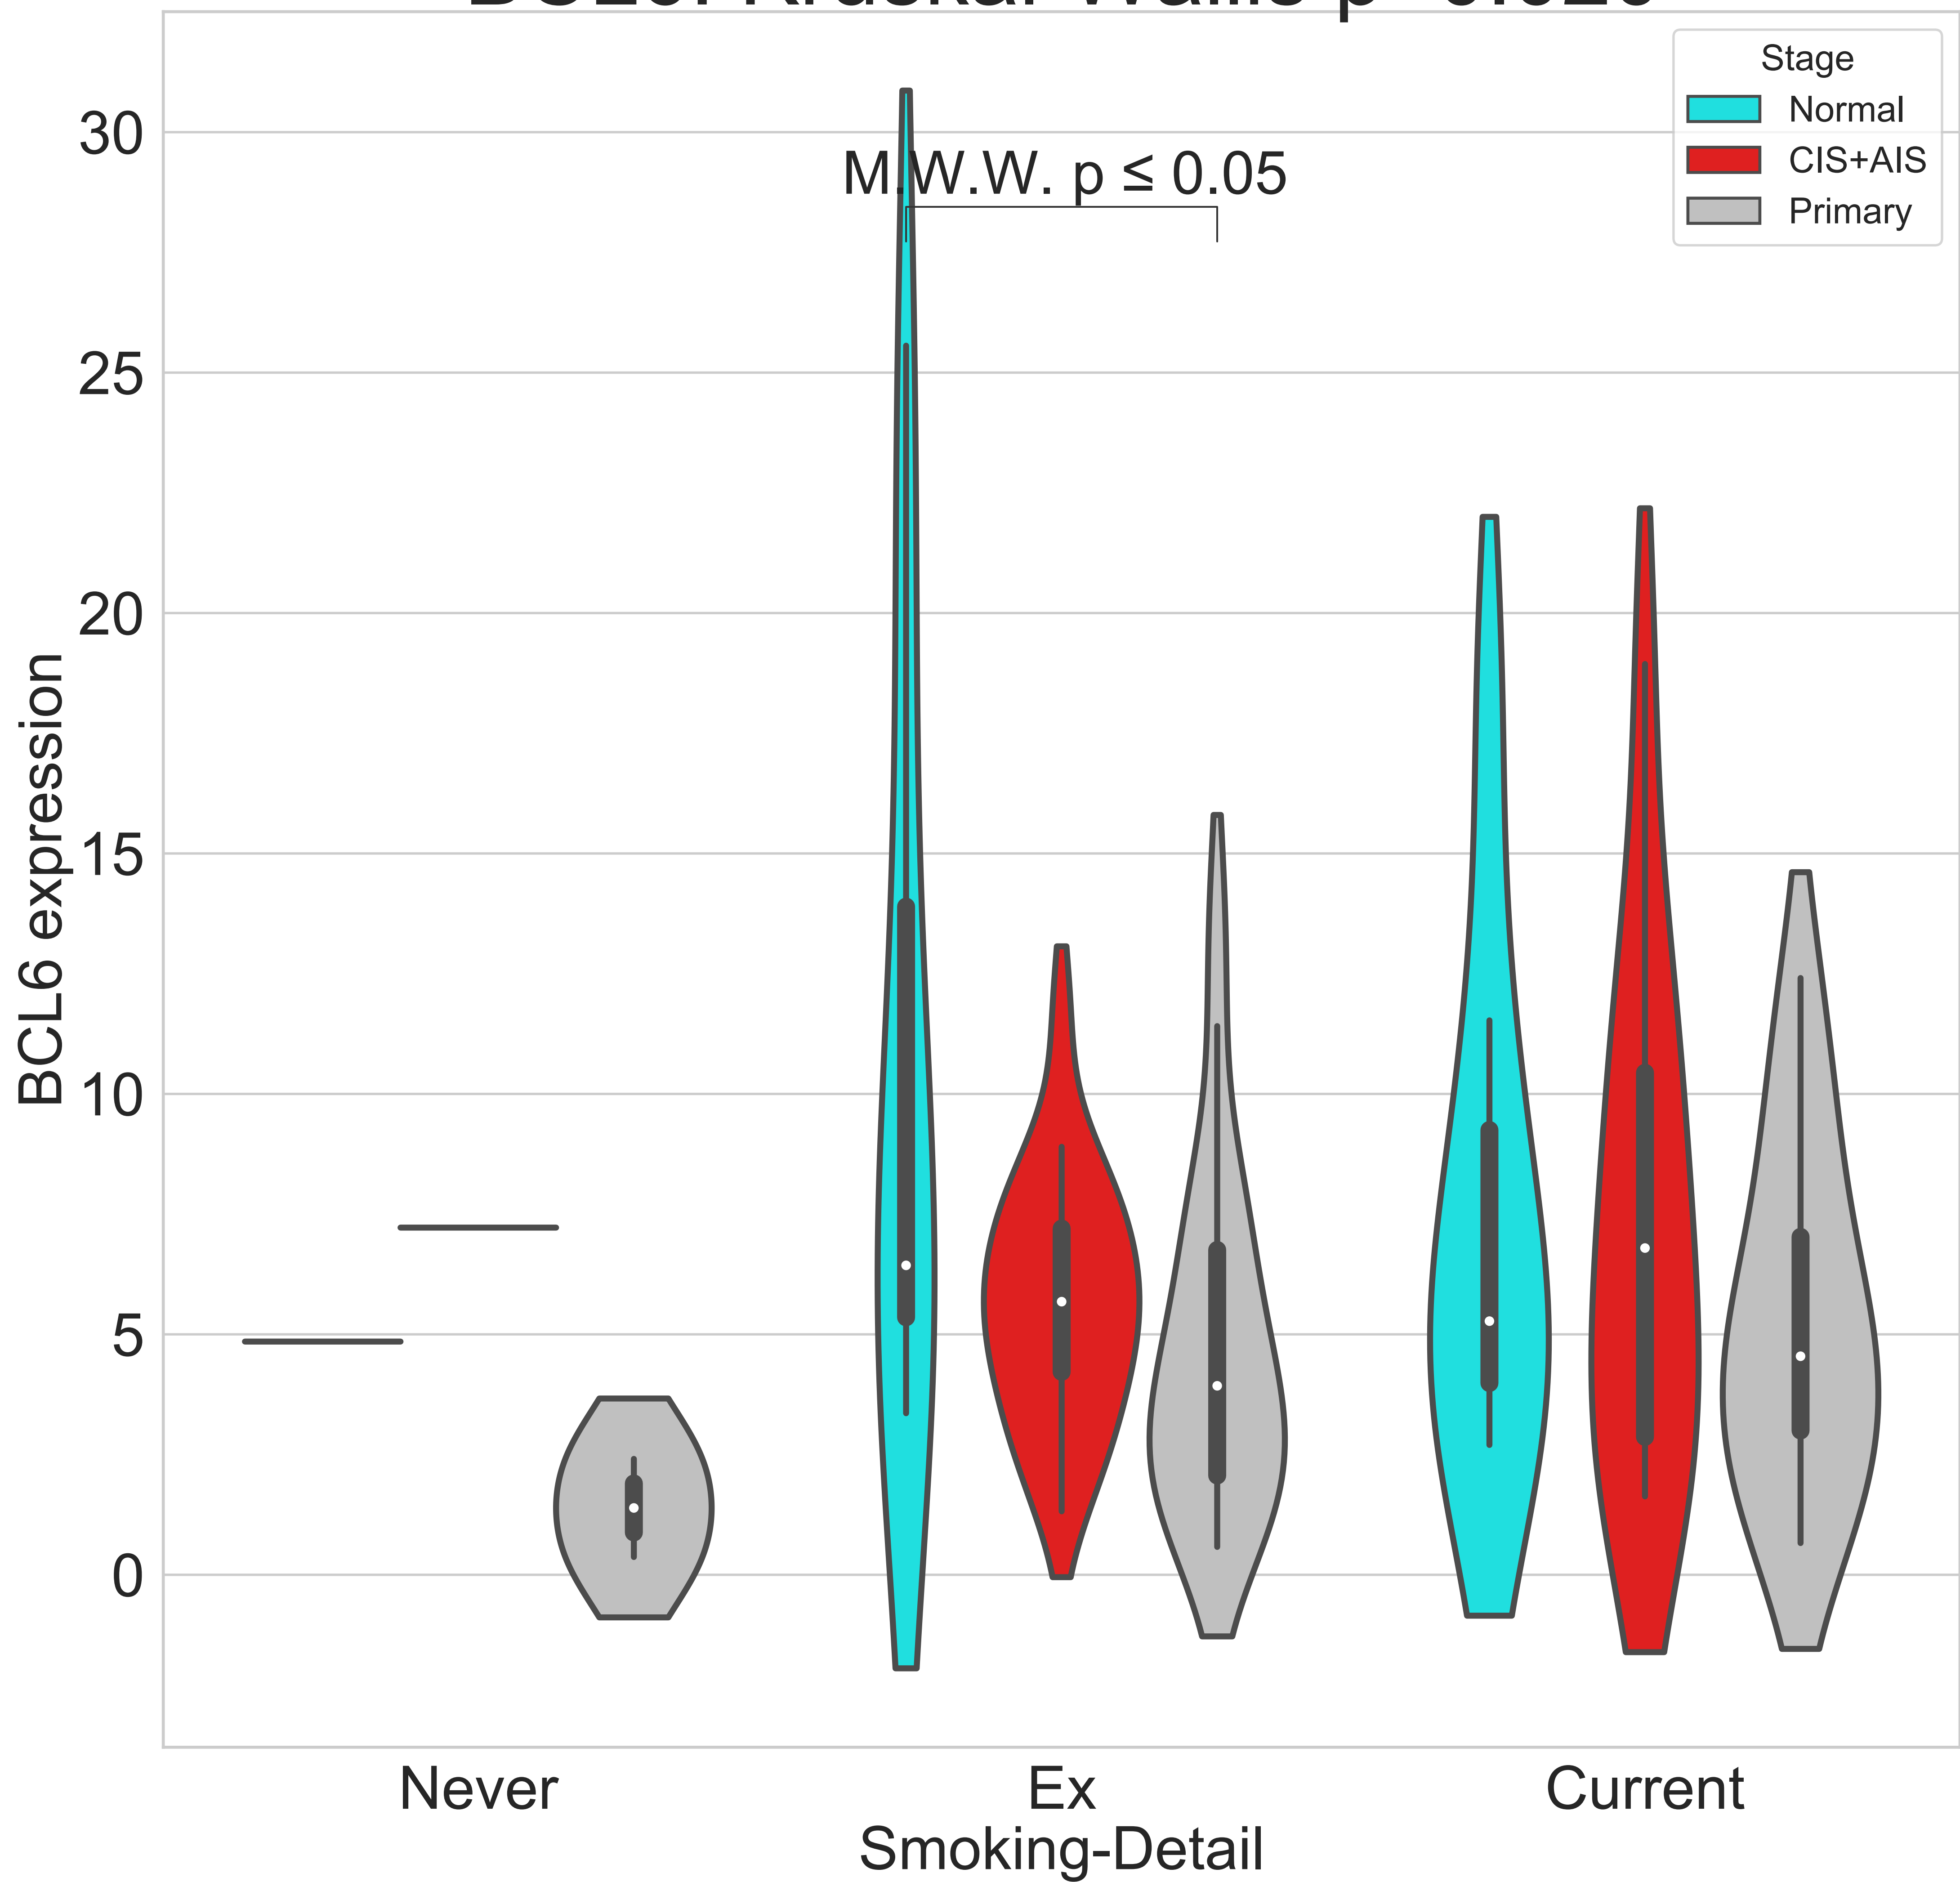 Stage
Normal
CIS+AIS
Primary
M.W.W. p ≤ 0.05
30
25
20
15
10
5
0
BCL6 expression
Never
Ex
Current
Smoking-Detail